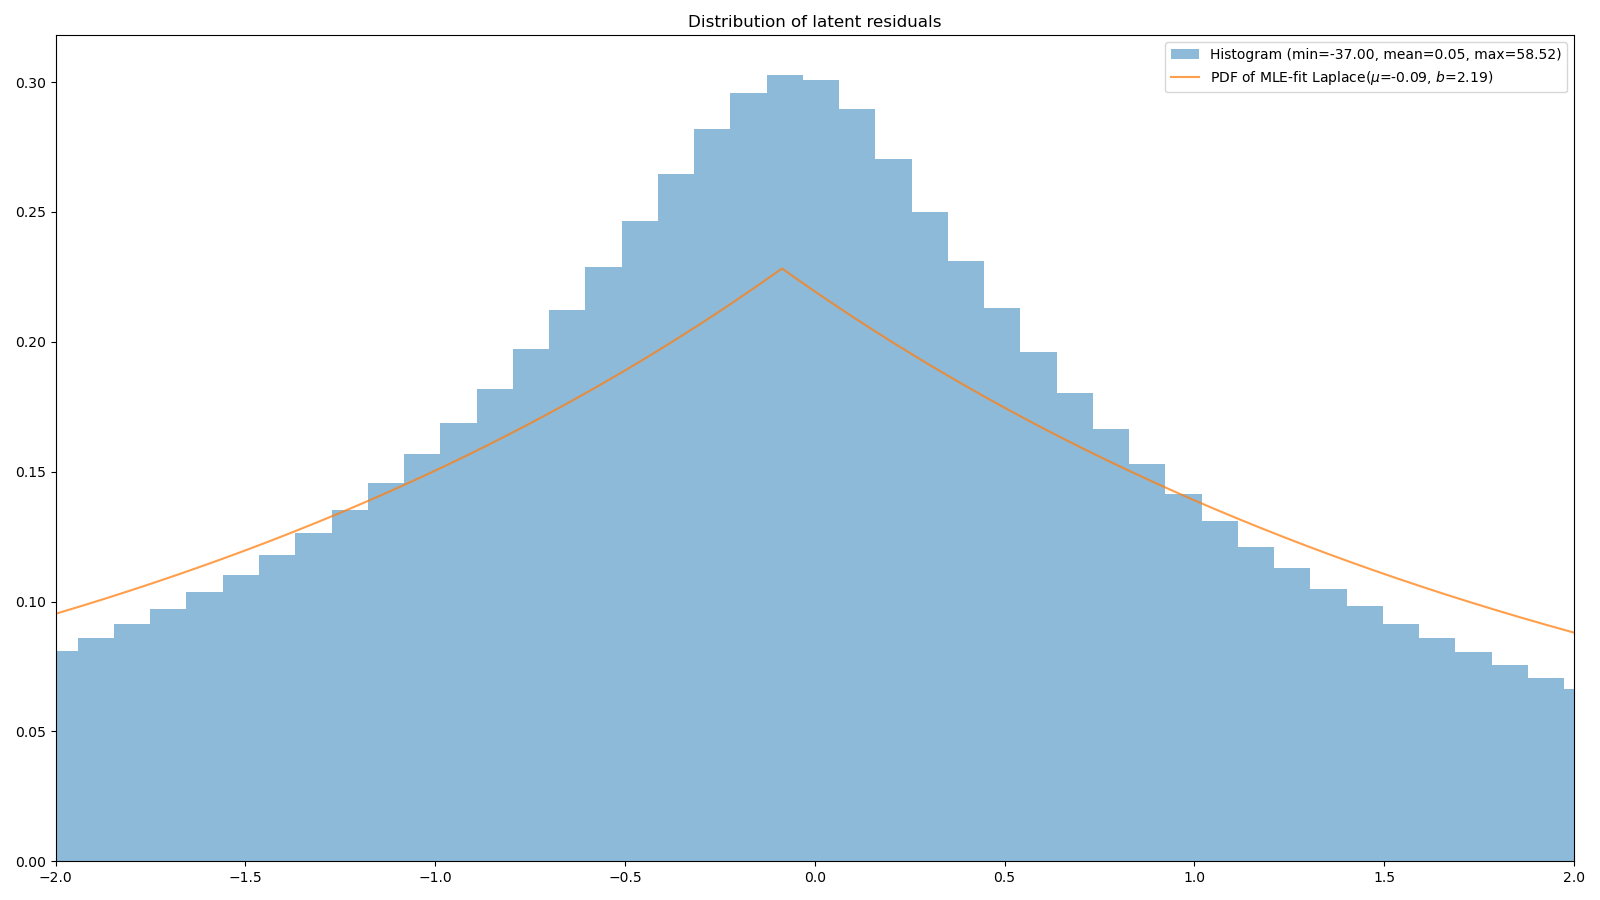 Distribution of latent residuals
Histogram (min=-37.00, mean=0.05, max=58.52)
PDF of MLE-fit Laplace(μ=-0.09, b=2.19)
0.30
0.25
0.20
0.15
0.10
0.05
0.00
−2.0 −1.5 −1.0 −0.5 0.0 0.5 1.0 1.5 2.0